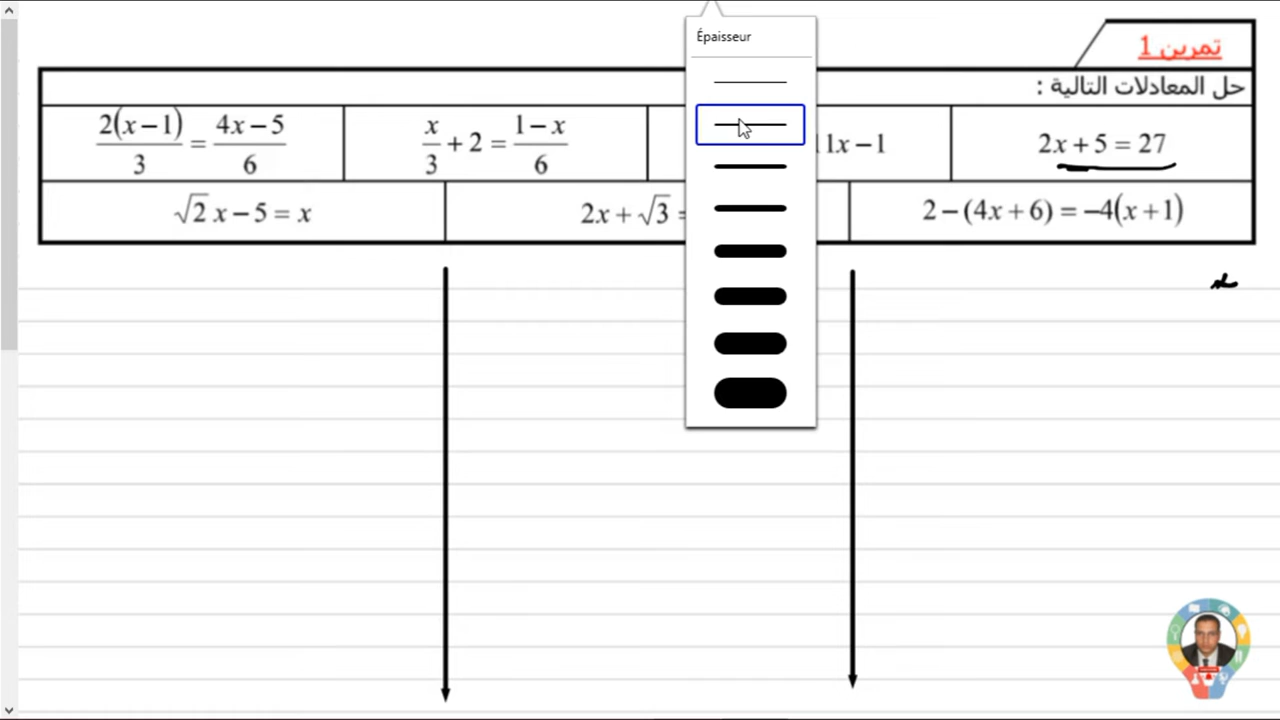 Épaisseur
تمرين 1
حل المعادلات التالية :
2x + 5 = 27
1x − 1
x/3 + 2 = (1 − x)/6
2(x − 1)/3 = (4x − 5)/6
2 − (4x + 6) = −4(x + 1)
2x + √3 =
√2 x − 5 = x